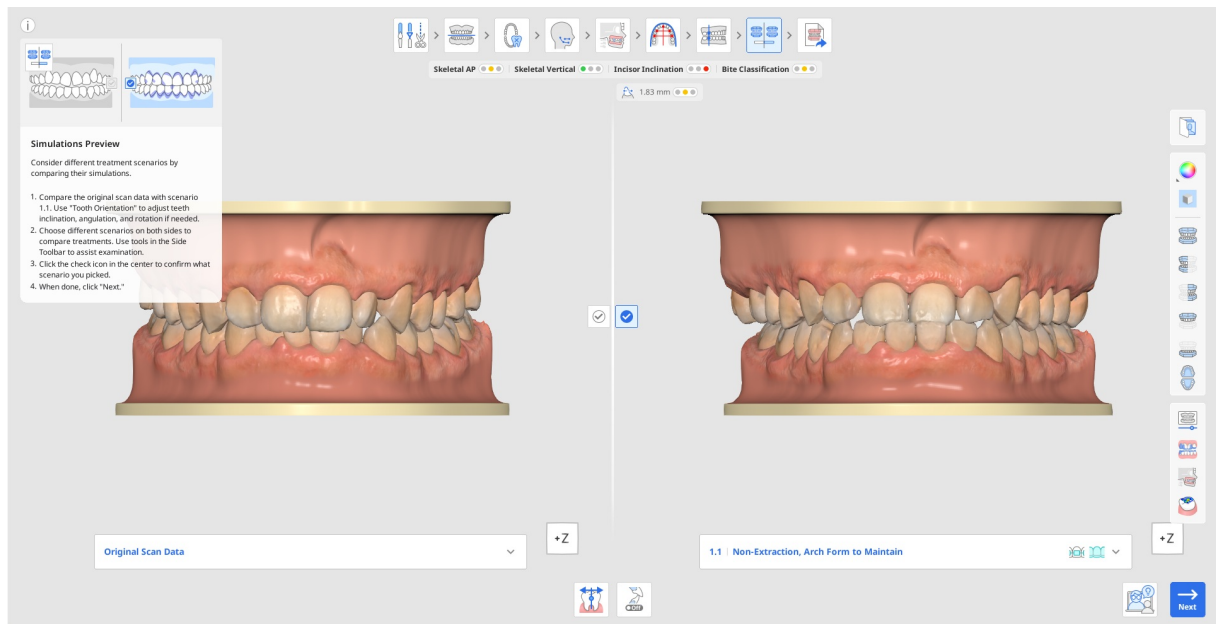 Skeletal AP Skeletal Vertical Incisor Inclination Bite Classification
1.83 mm
Simulations Preview
Consider different treatment scenarios by
comparing their simulations.
1. Compare the original scan data with scenario
1.1. Use "Tooth Orientation" to adjust teeth
inclination, angulation, and rotation if needed.
2. Choose different scenarios on both sides to
compare treatments. Use tools in the Side
Toolbar to assist examination.
3. Click the check icon in the center to confirm what
scenario you picked.
4. When done, click "Next."
+Z
+Z
Original Scan Data
1.1 Non-Extraction, Arch Form to Maintain
OFF
Next